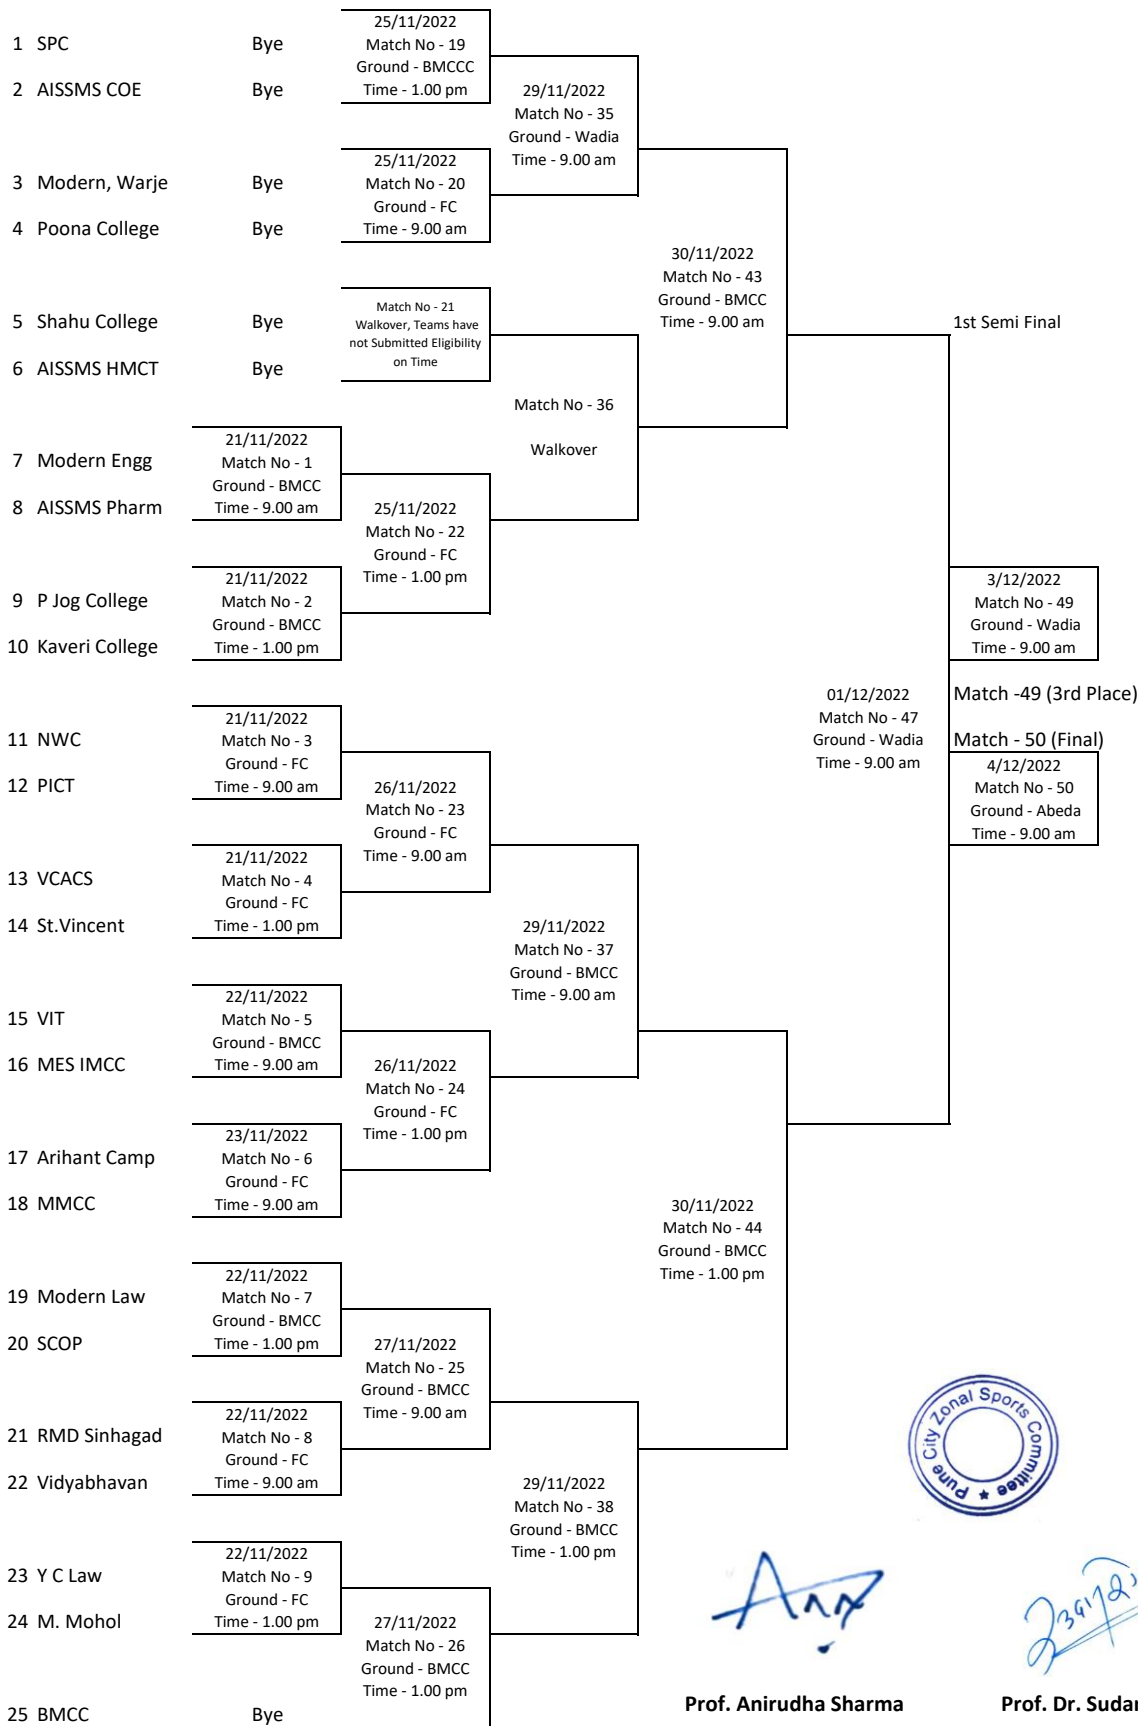 1 SPC Bye
2 AISSMS COE Bye
25/11/2022
Match No - 19
Ground - BMCCC
Time - 1.00 pm
29/11/2022
Match No - 35
Ground - Wadia
Time - 9.00 am
3 Modern, Warje Bye
4 Poona College Bye
25/11/2022
Match No - 20
Ground - FC
Time - 9.00 am
30/11/2022
Match No - 43
Ground - BMCC
Time - 9.00 am
1st Semi Final
5 Shahu College Bye
6 AISSMS HMCT Bye
Match No - 21
Walkover, Teams have
not Submitted Eligibility
on Time
Match No - 36
Walkover
7 Modern Engg
8 AISSMS Pharm
21/11/2022
Match No - 1
Ground - BMCC
Time - 9.00 am
25/11/2022
Match No - 22
Ground - FC
Time - 1.00 pm
9 P Jog College
10 Kaveri College
21/11/2022
Match No - 2
Ground - BMCC
Time - 1.00 pm
3/12/2022
Match No - 49
Ground - Wadia
Time - 9.00 am
Match -49 (3rd Place)
01/12/2022
Match No - 47
Ground - Wadia
Time - 9.00 am
Match - 50 (Final)
4/12/2022
Match No - 50
Ground - Abeda
Time - 9.00 am
11 NWC
12 PICT
21/11/2022
Match No - 3
Ground - FC
Time - 9.00 am
26/11/2022
Match No - 23
Ground - FC
Time - 9.00 am
13 VCACS
14 St.Vincent
21/11/2022
Match No - 4
Ground - FC
Time - 1.00 pm
29/11/2022
Match No - 37
Ground - BMCC
Time - 9.00 am
15 VIT
16 MES IMCC
22/11/2022
Match No - 5
Ground - BMCC
Time - 9.00 am
26/11/2022
Match No - 24
Ground - FC
Time - 1.00 pm
17 Arihant Camp
18 MMCC
23/11/2022
Match No - 6
Ground - FC
Time - 9.00 am
30/11/2022
Match No - 44
Ground - BMCC
Time - 1.00 pm
19 Modern Law
20 SCOP
22/11/2022
Match No - 7
Ground - BMCC
Time - 1.00 pm
27/11/2022
Match No - 25
Ground - BMCC
Time - 9.00 am
21 RMD Sinhagad
22 Vidyabhavan
22/11/2022
Match No - 8
Ground - FC
Time - 9.00 am
29/11/2022
Match No - 38
Ground - BMCC
Time - 1.00 pm
23 Y C Law
24 M. Mohol
22/11/2022
Match No - 9
Ground - FC
Time - 1.00 pm
27/11/2022
Match No - 26
Ground - BMCC
Time - 1.00 pm
25 BMCC Bye
Pune City Zonal Sports Committee
Prof. Anirudha Sharma
Prof. Dr. Sudar